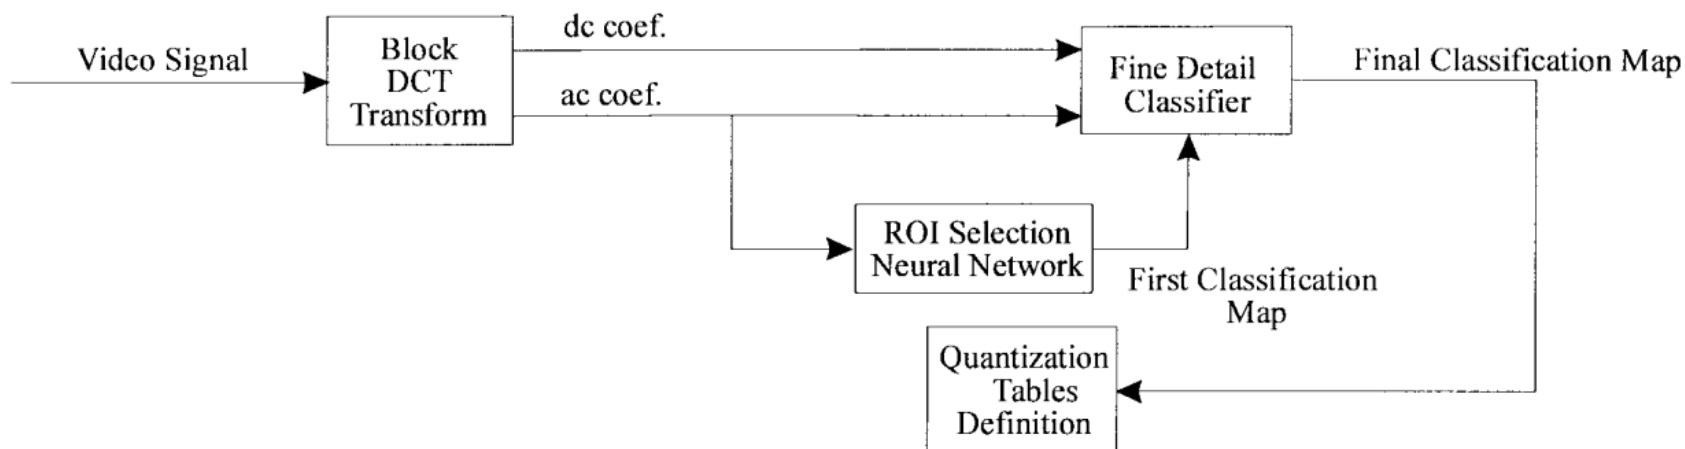 Video Signal
Block
DCT
Transform
dc coef.
ac coef.
Fine Detail
Classifier
Final Classification Map
ROI Selection
Neural Network
First Classification
Map
Quantization
Tables
Definition